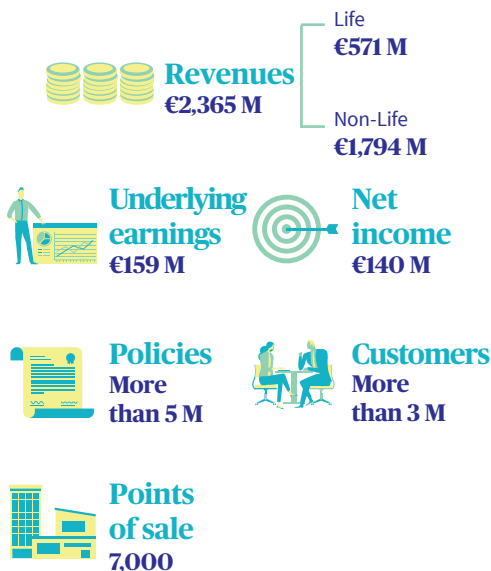 Revenues
€2,365 M
Life
€571 M
Non-Life
€1,794 M
Underlying
earnings
€159 M
Net
income
€140 M
Policies
More
than 5 M
Customers
More
than 3 M
Points
of sale
7,000